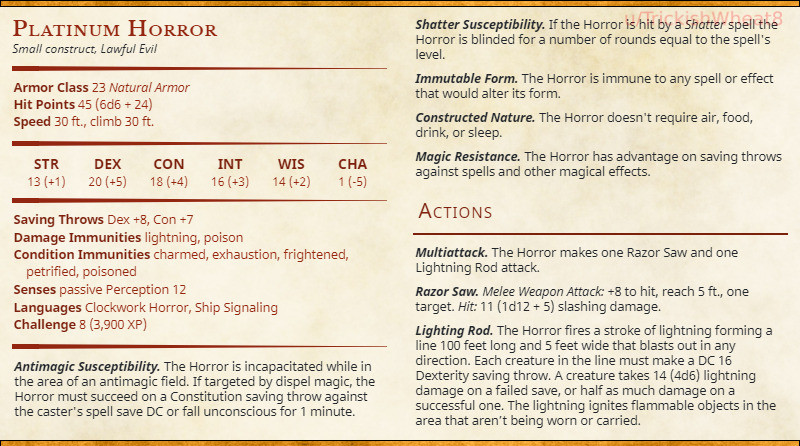 Platinum Horror
Small construct, Lawful Evil
Armor Class 23 Natural Armor
Hit Points 45 (6d6 + 24)
Speed 30 ft., climb 30 ft.
STR DEX CON INT WIS CHA
13 (+1) 20 (+5) 18 (+4) 16 (+3) 14 (+2) 1 (-5)
Saving Throws Dex +8, Con +7
Damage Immunities lightning, poison
Condition Immunities charmed, exhaustion, frightened,
petrified, poisoned
Senses passive Perception 12
Languages Clockwork Horror, Ship Signaling
Challenge 8 (3,900 XP)
Antimagic Susceptibility. The Horror is incapacitated while in
the area of an antimagic field. If targeted by dispel magic, the
Horror must succeed on a Constitution saving throw against
the caster's spell save DC or fall unconscious for 1 minute.
u/TrickishWheat8
Shatter Susceptibility. If the Horror is hit by a Shatter spell the
Horror is blinded for a number of rounds equal to the spell's
level.
Immutable Form. The Horror is immune to any spell or effect
that would alter its form.
Constructed Nature. The Horror doesn't require air, food,
drink, or sleep.
Magic Resistance. The Horror has advantage on saving throws
against spells and other magical effects.
Actions
Multiattack. The Horror makes one Razor Saw and one
Lightning Rod attack.
Razor Saw. Melee Weapon Attack: +8 to hit, reach 5 ft., one
target. Hit: 11 (1d12 + 5) slashing damage.
Lighting Rod. The Horror fires a stroke of lightning forming a
line 100 feet long and 5 feet wide that blasts out in any
direction. Each creature in the line must make a DC 16
Dexterity saving throw. A creature takes 14 (4d6) lightning
damage on a failed save, or half as much damage on a
successful one. The lightning ignites flammable objects in the
area that aren't being worn or carried.